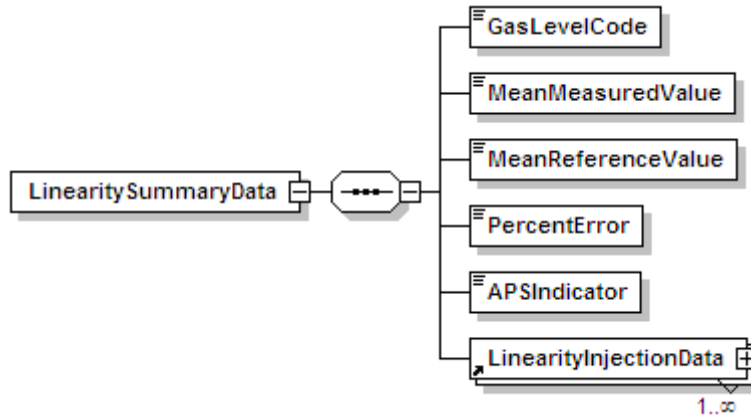 GasLevelCode
MeanMeasuredValue
MeanReferenceValue
LinearitySummaryData
PercentError
APSIndicator
LinearityInjectionData
1..∞